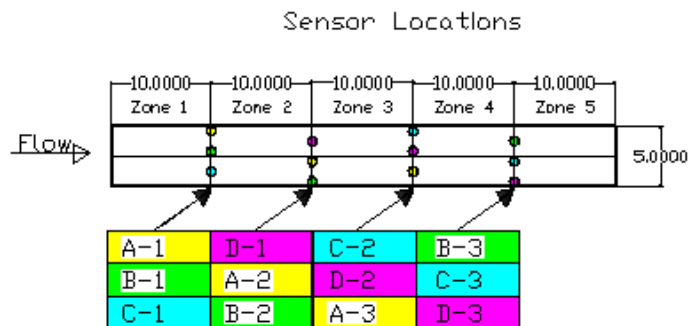 Sensor Locations
10.0000 10.0000 10.0000 10.0000 10.0000
Zone 1 Zone 2 Zone 3 Zone 4 Zone 5
Flow
5.0000
A-1 D-1 C-2 B-3
B-1 A-2 D-2 C-3
C-1 B-2 A-3 D-3